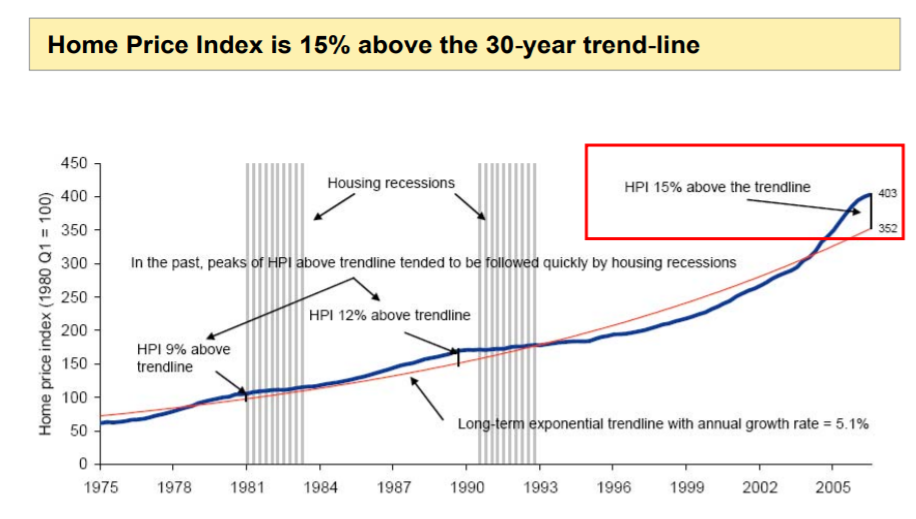 Home Price Index is 15% above the 30-year trend-line
Home price index (1980 Q1 = 100)
450
400
350
300
250
200
150
100
50
0
Housing recessions
HPI 15% above the trendline
403
352
In the past, peaks of HPI above trendline tended to be followed quickly by housing recessions
HPI 12% above trendline
HPI 9% above
trendline
Long-term exponential trendline with annual growth rate = 5.1%
1975 1978 1981 1984 1987 1990 1993 1996 1999 2002 2005